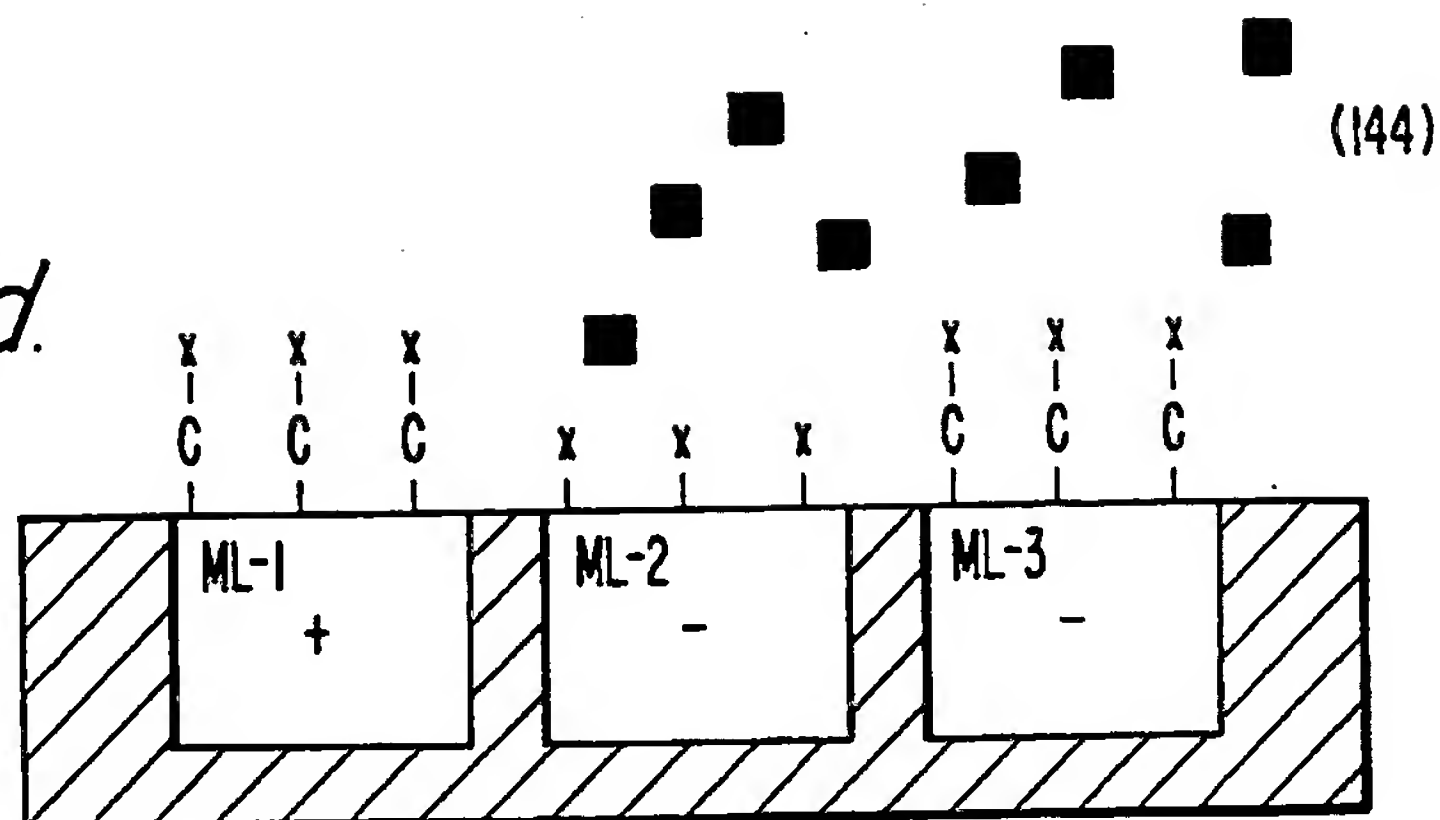 (144)
d.
x x x x x x
C C C x x x C C C
ML-1 ML-2 ML-3
+ - -